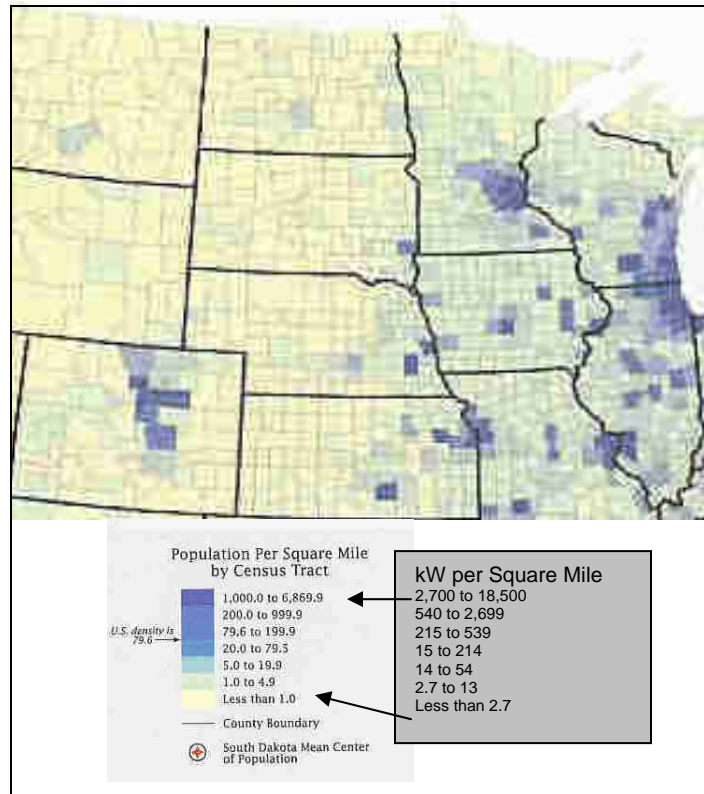 Population Per Square Mile
by Census Tract
1,000.0 to 6,869.9
200.0 to 999.9
79.6 to 199.9
20.0 to 79.5
5.0 to 19.9
1.0 to 4.9
Less than 1.0
U.S. density is
79.6
County Boundary
South Dakota Mean Center
of Population
kW per Square Mile
2,700 to 18,500
540 to 2,699
215 to 539
15 to 214
14 to 54
2.7 to 13
Less than 2.7